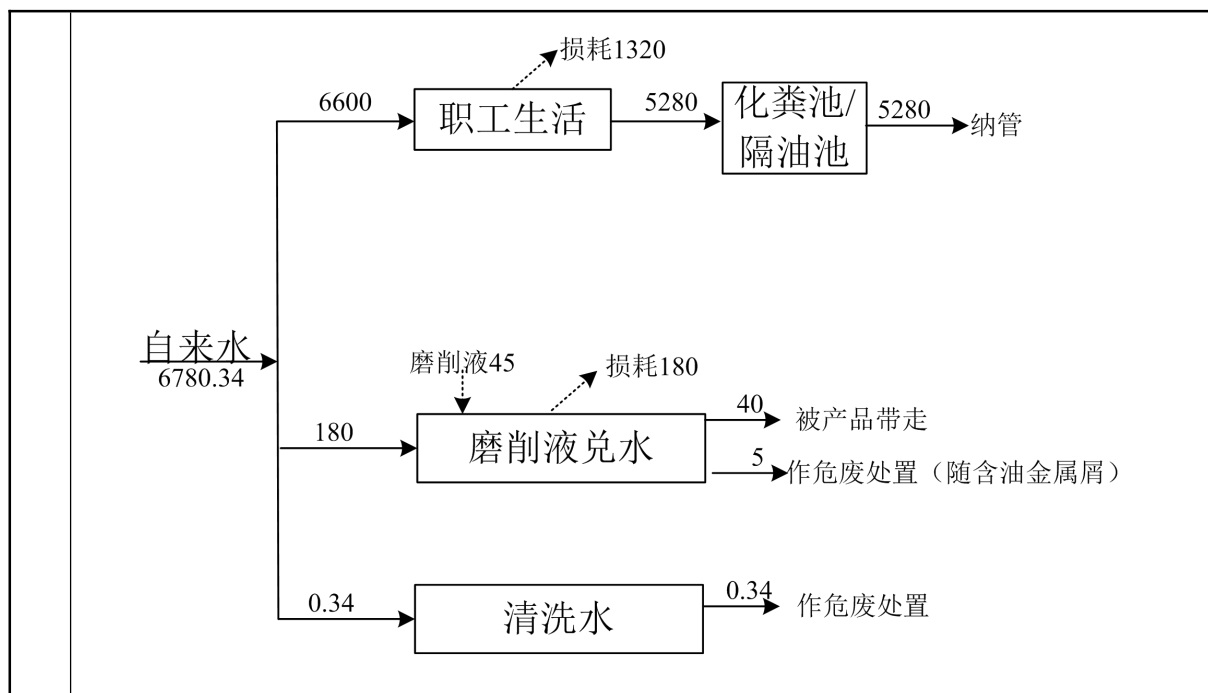 损耗1320
6600
职工生活
5280
化粪池/
隔油池
5280
纳管
自来水
6780.34
磨削液45
损耗180
180
磨削液兑水
40
被产品带走
5
作危废处置（随含油金属屑）
0.34
清洗水
0.34
作危废处置